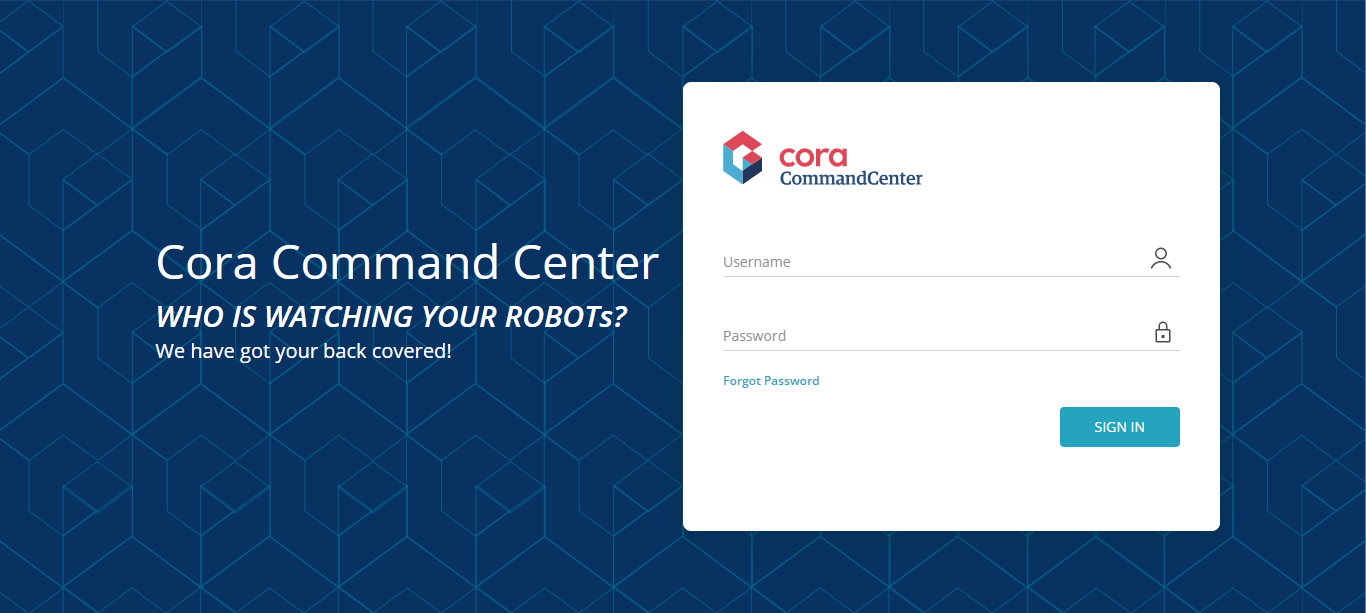 Cora Command Center
WHO IS WATCHING YOUR ROBOTs?
We have got your back covered!
cora
CommandCenter
Username
Password
Forgot Password
SIGN IN